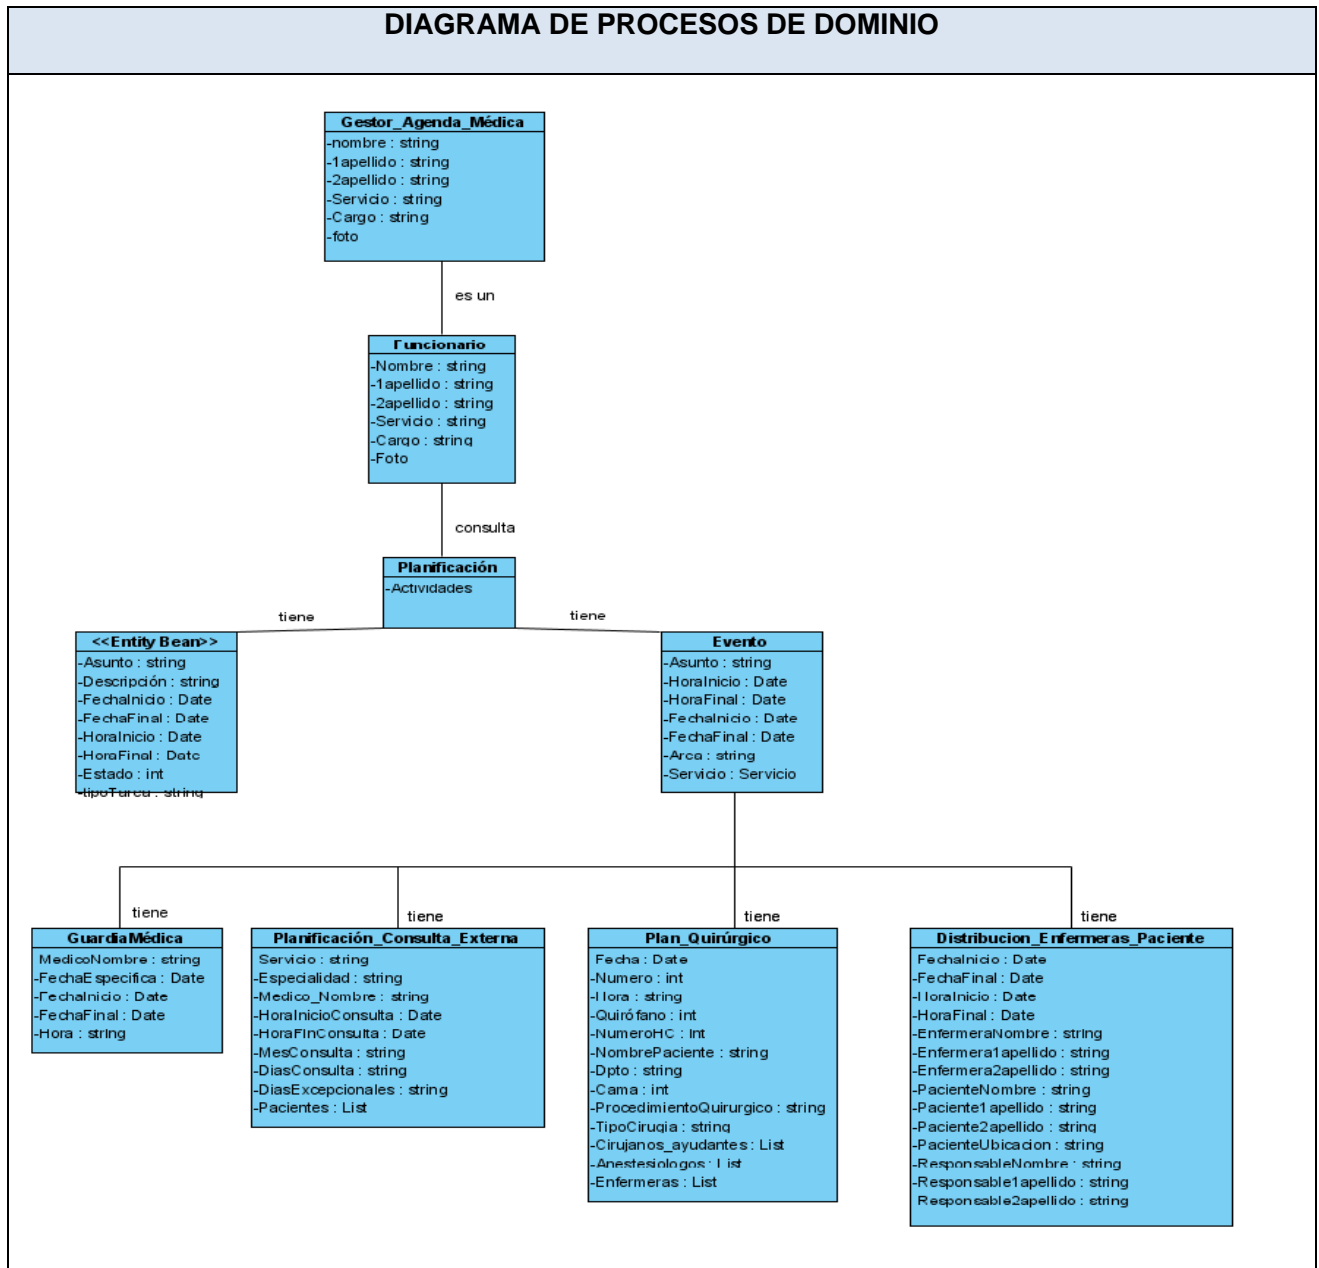 DIAGRAMA DE PROCESOS DE DOMINIO
Gestor_Agenda_Médica
-nombre : string
-1apellido : string
-2apellido : string
-Servicio : string
-Cargo : string
-foto
es un
Funcionario
-Nombre : string
-1apellido : string
-2apellido : string
-Servicio : string
-Cargo : string
-Foto
consulta
Planificación
-Actividades
tiene
tiene
<<Entity Bean>>
-Asunto : string
-Descripción : string
-FechaInicio : Date
-FechaFinal : Date
-HoraInicio : Date
-HoraFinal : Date
-Estado : int
-tipoTarea : string
Evento
-Asunto : string
-HoraInicio : Date
-HoraFinal : Date
-FechaInicio : Date
-FechaFinal : Date
-Area : string
-Servicio : Servicio
tiene
tiene
tiene
tiene
GuardiaMédica
MedicoNombre : string
-FechaEspecifica : Date
-FechaInicio : Date
-FechaFinal : Date
-Hora : string
Planificación_Consulta_Externa
Servicio : string
-Especialidad : string
-Medico_Nombre : string
-HoraInicioConsulta : Date
-HoraFinConsulta : Date
-MesConsulta : string
-DiasConsulta : string
-DiasExcepcionales : string
-Pacientes : List
Plan_Quirúrgico
Fecha : Date
-Numero : int
-Hora : string
-Quirófano : int
-NumeroHC : int
-NombrePaciente : string
-Dpto : string
-Cama : int
-ProcedimientoQuirurgico : string
-TipoCirugia : string
-Cirujanos_ayudantes : List
-Anestesiologos : List
-Enfermeras : List
Distribucion_Enfermeras_Paciente
FechaInicio : Date
-FechaFinal : Date
-HoraInicio : Date
-HoraFinal : Date
-EnfermeraNombre : string
-Enfermera1apellido : string
-Enfermera2apellido : string
-PacienteNombre : string
-Paciente1apellido : string
-Paciente2apellido : string
-PacienteUbicacion : string
-ResponsableNombre : string
-Responsable1apellido : string
Responsable2apellido : string